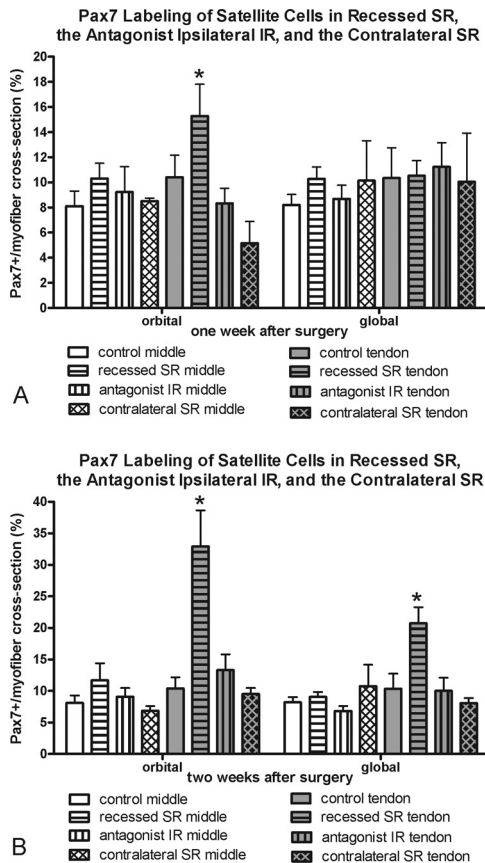 A
Pax7 Labeling of Satellite Cells in Recessed SR,
the Antagonist Ipsilateral IR, and the Contralateral SR
Pax7+/myofiber cross-section (%)
20
18
16
14
12
10
8
6
4
2
0
*
orbital
global
one week after surgery
control middle
recessed SR middle
antagonist IR middle
contralateral SR middle
control tendon
recessed SR tendon
antagonist IR tendon
contralateral SR tendon
B
Pax7 Labeling of Satellite Cells in Recessed SR,
the Antagonist Ipsilateral IR, and the Contralateral SR
Pax7+/myofiber cross-section (%)
40
35
30
25
20
15
10
5
0
*
*
orbital
global
two weeks after surgery
control middle
recessed SR middle
antagonist IR middle
contralateral SR middle
control tendon
recessed SR tendon
antagonist IR tendon
contralateral SR tendon